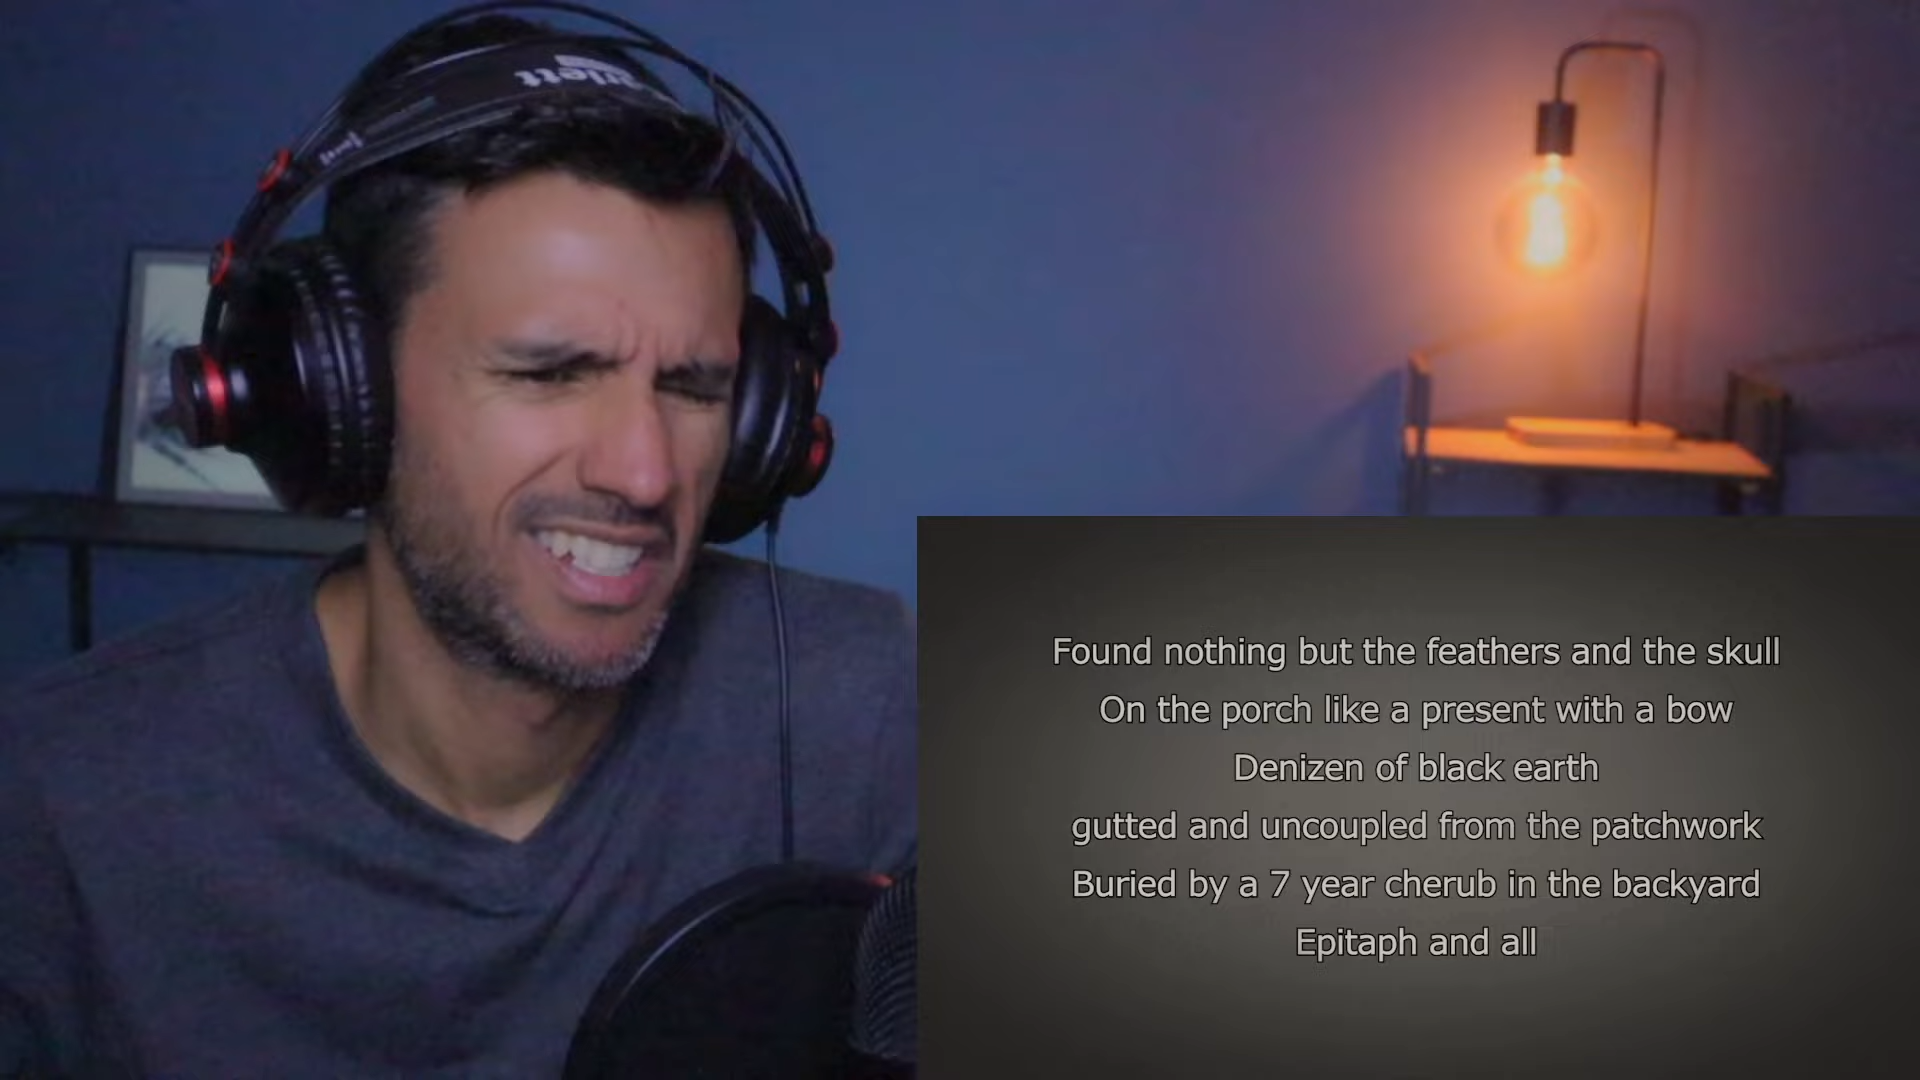 Found nothing but the feathers and the skull
On the porch like a present with a bow
Denizen of black earth
gutted and uncoupled from the patchwork
Buried by a 7 year cherub in the backyard
Epitaph and all